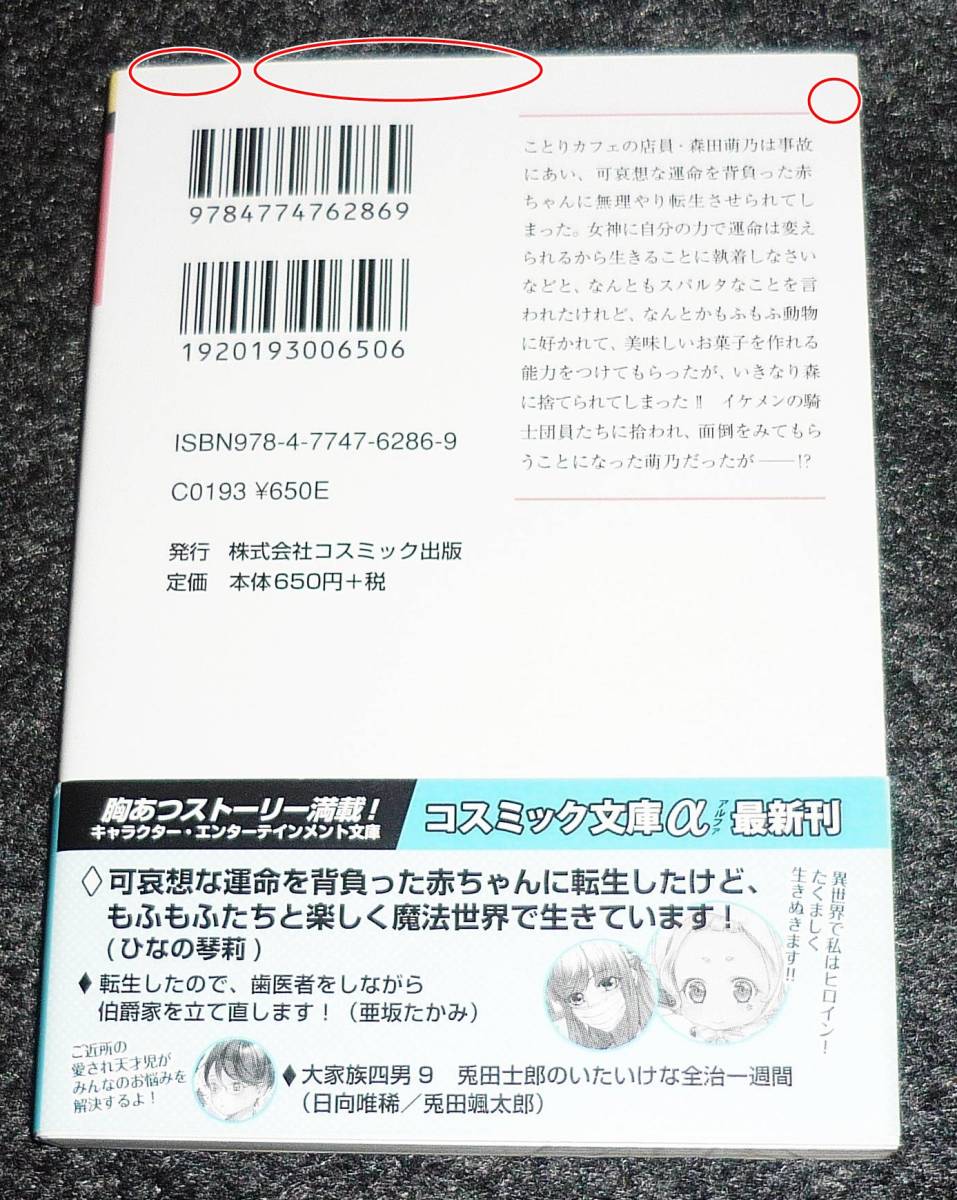 9784774762869
1920193006506
ISBN978-4-7747-6286-9
C0193 ¥650E
発行 株式会社コスミック出版
定価 本体650円+税
ことりカフェの店員・森田萌乃は事故
にあい、可哀想な運命を背負った赤
ちゃんに無理やり転生させられてし
まった。女神に自分の力で運命は変え
られるから生きることに執着しなさい
などと、なんともスパルタなことを言
われたけれど、なんとかもふもふ動物
に好かれて、美味しいお菓子を作れる
能力をつけてもらったが、いきなり森
に捨てられてしまった!! イケメンの騎
士団員たちに拾われ、面倒をみてもら
うことになった萌乃だったが──!?
胸あつストーリー満載!
キャラクター・エンターテインメント文庫
コスミック文庫α アルファ 最新刊
◇可哀想な運命を背負った赤ちゃんに転生したけど、
もふもふたちと楽しく魔法世界で生きています!
(ひなの琴莉)
異世界で私はヒロイン!
たくましく
生きぬきます!!
♦転生したので、歯医者をしながら
伯爵家を立て直します!(亜坂たかみ)
ご近所の
愛され天才児が
みんなのお悩みを
解決するよ!
♦大家族四男9 兎田士郎のいたいけな全治一週間
(日向唯稀/兎田颯太郎)